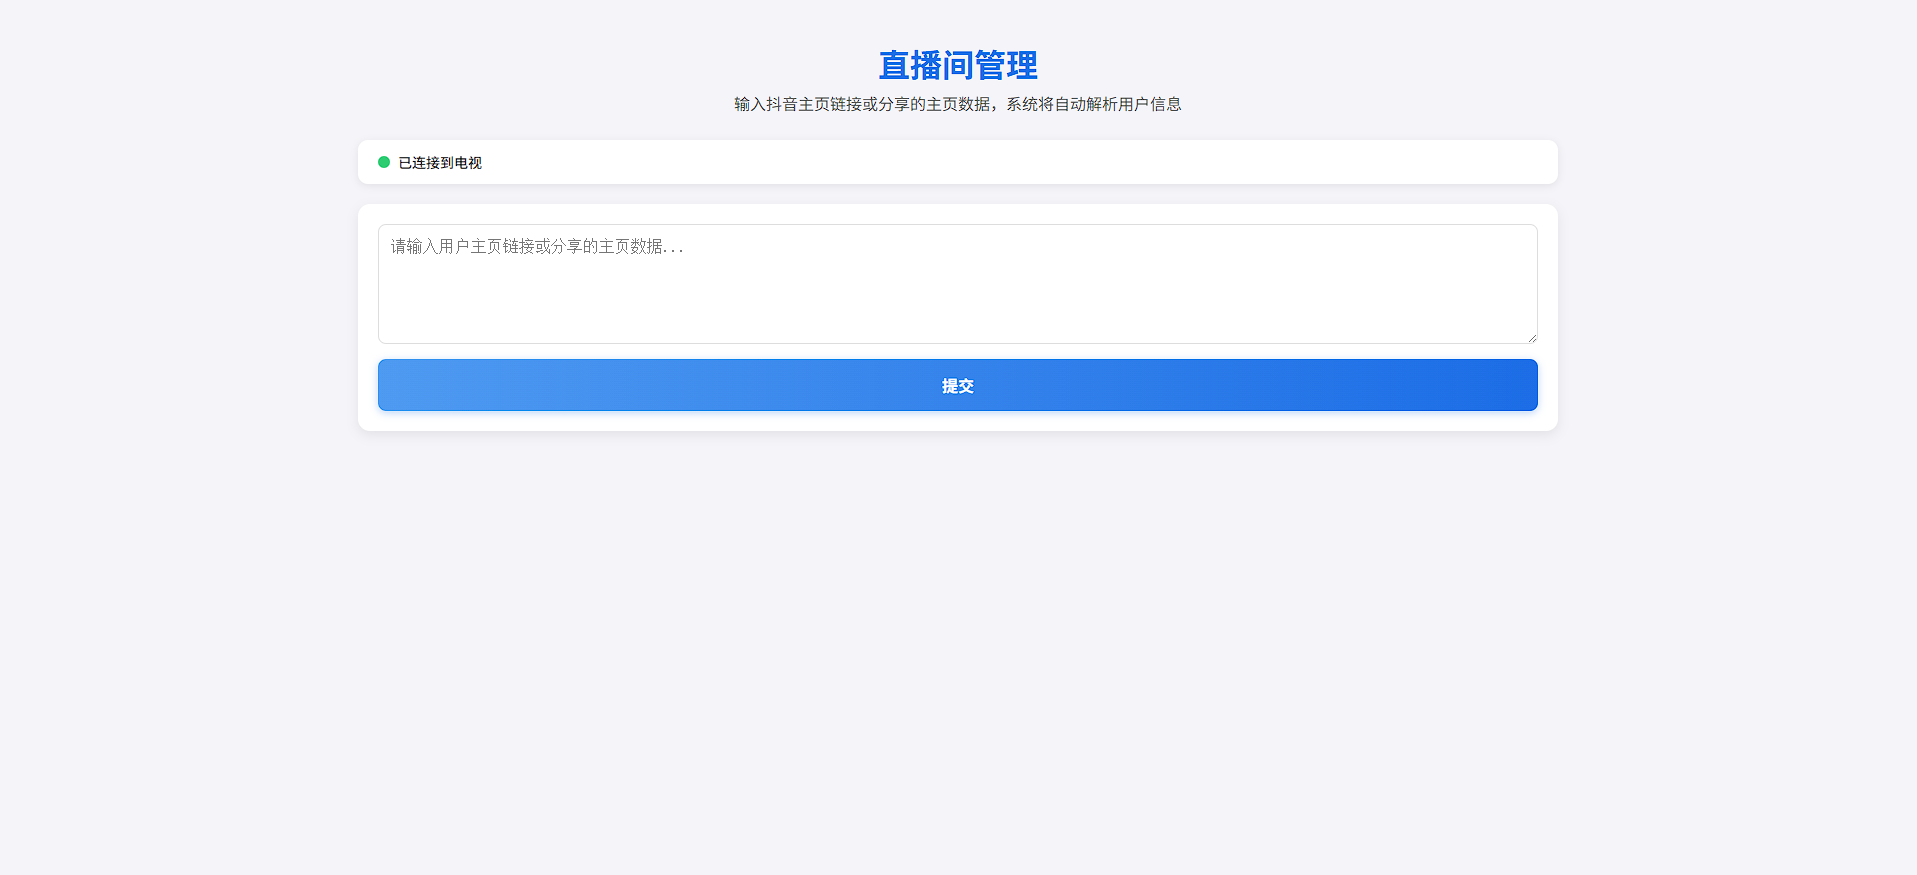 直播间管理
输入抖音主页链接或分享的主页数据，系统将自动解析用户信息
已连接到电视
请输入用户主页链接或分享的主页数据...
提交